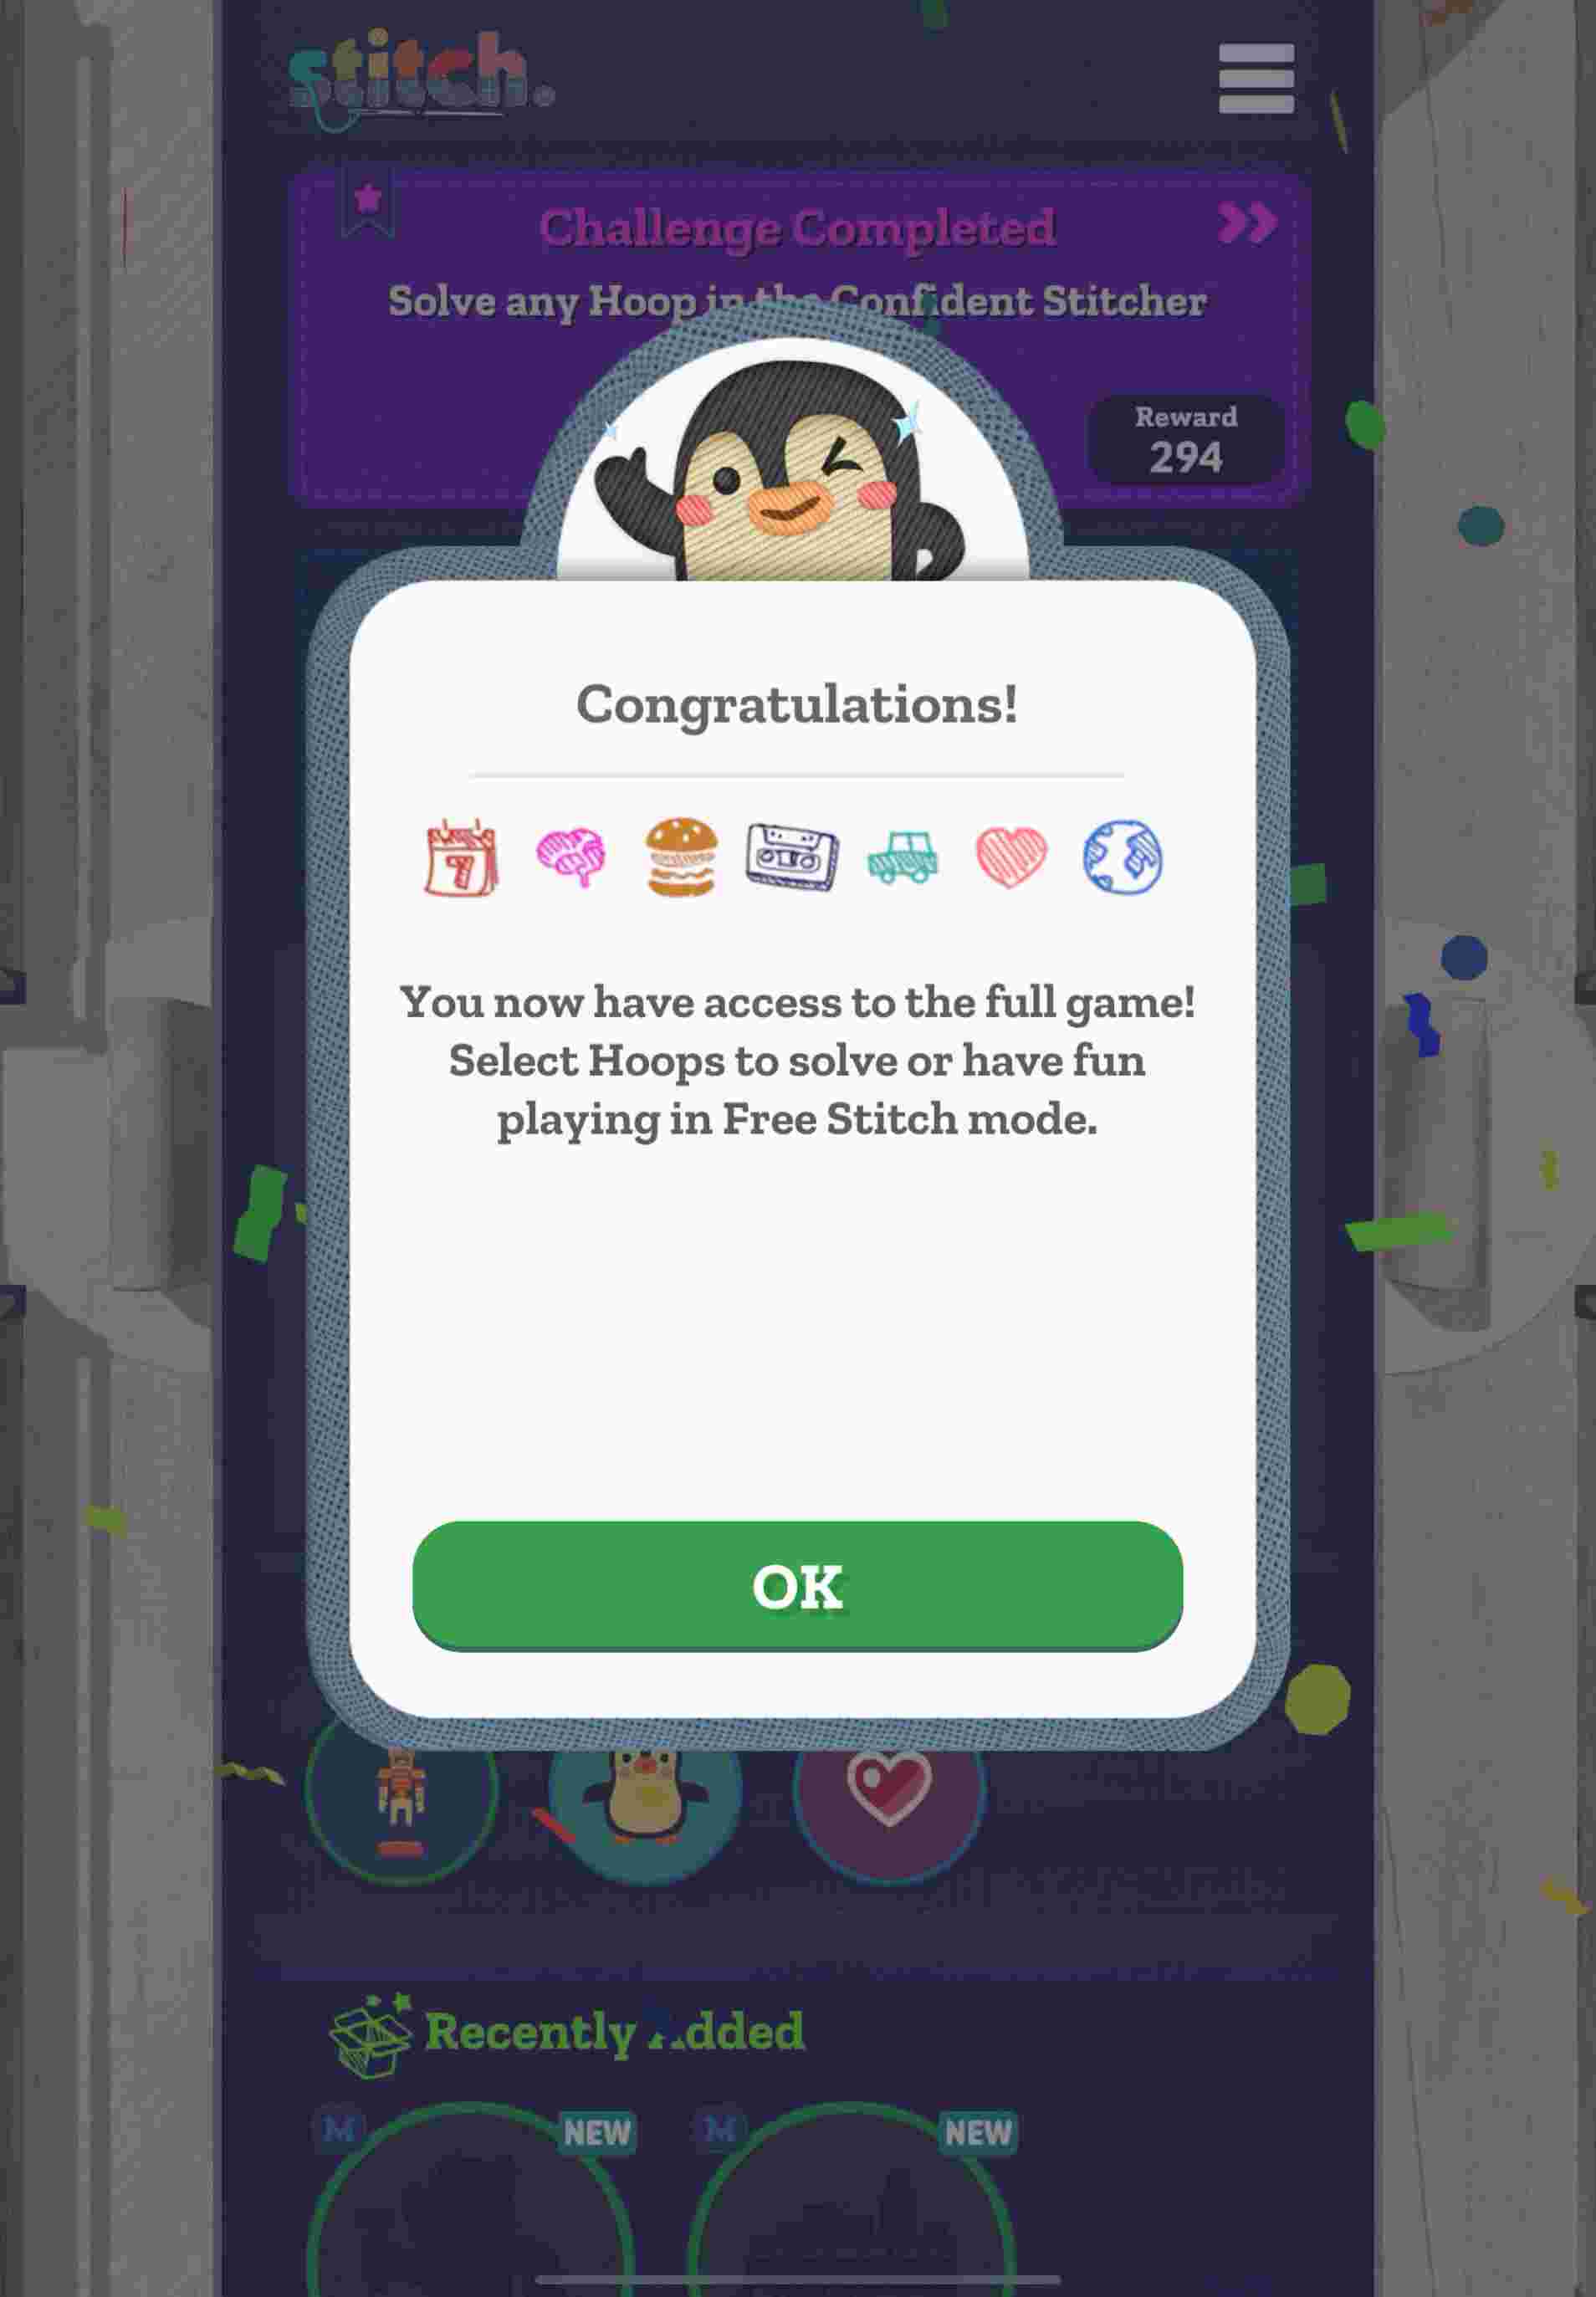 stitch.
Challenge Completed
Solve any Hoop in the Confident Stitcher
Reward
294
Congratulations!
7
You now have access to the full game!
Select Hoops to solve or have fun
playing in Free Stitch mode.
OK
Recently Added
M NEW M NEW